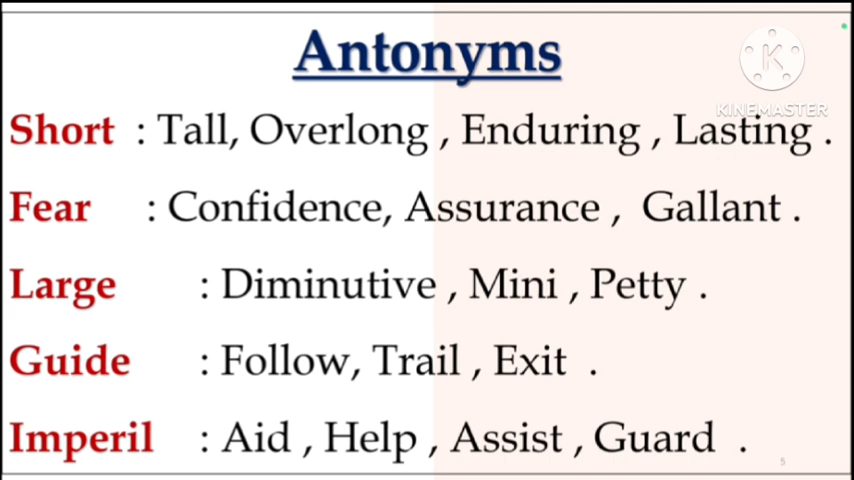 Antonyms
KINEMASTER
Short : Tall, Overlong , Enduring , Lasting .
Fear : Confidence, Assurance , Gallant .
Large : Diminutive , Mini , Petty .
Guide : Follow, Trail , Exit .
Imperil : Aid , Help , Assist , Guard .
5